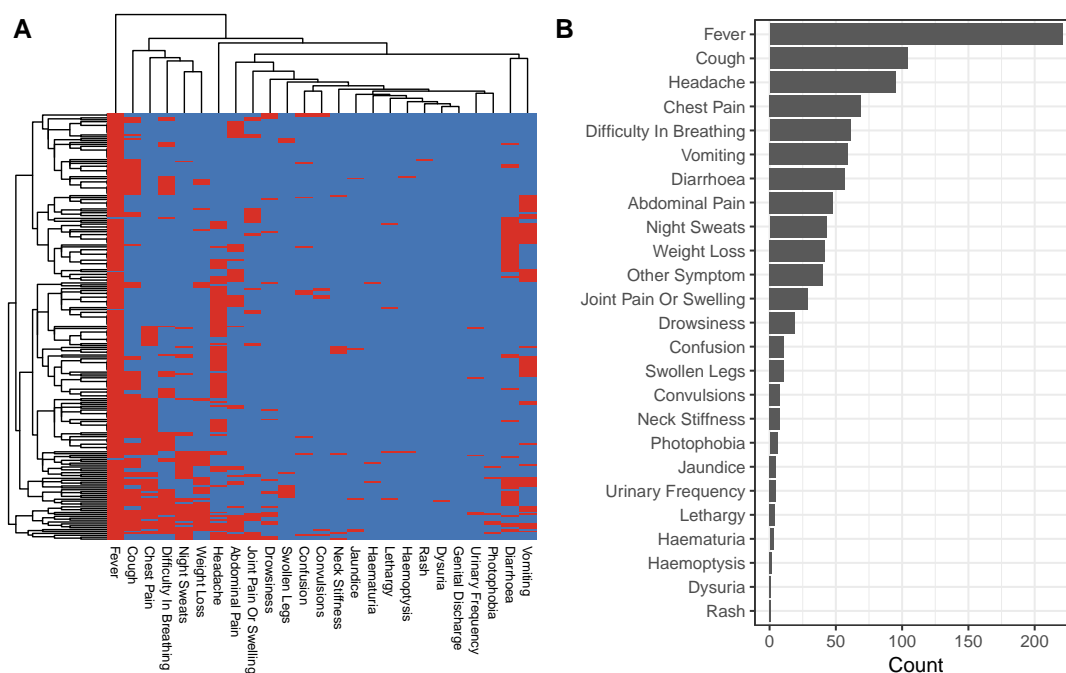 A
Fever
Cough
Chest Pain
Difficulty In Breathing
Night Sweats
Weight Loss
Headache
Abdominal Pain
Joint Pain Or Swelling
Drowsiness
Swollen Legs
Confusion
Convulsions
Neck Stiffness
Jaundice
Haematuria
Lethargy
Haemoptysis
Rash
Dysuria
Genital Discharge
Urinary Frequency
Photophobia
Diarrhoea
Vomiting
B
Fever
Cough
Headache
Chest Pain
Difficulty In Breathing
Vomiting
Diarrhoea
Abdominal Pain
Night Sweats
Weight Loss
Other Symptom
Joint Pain Or Swelling
Drowsiness
Confusion
Swollen Legs
Convulsions
Neck Stiffness
Photophobia
Jaundice
Urinary Frequency
Lethargy
Haematuria
Haemoptysis
Dysuria
Rash
0 50 100 150 200
Count